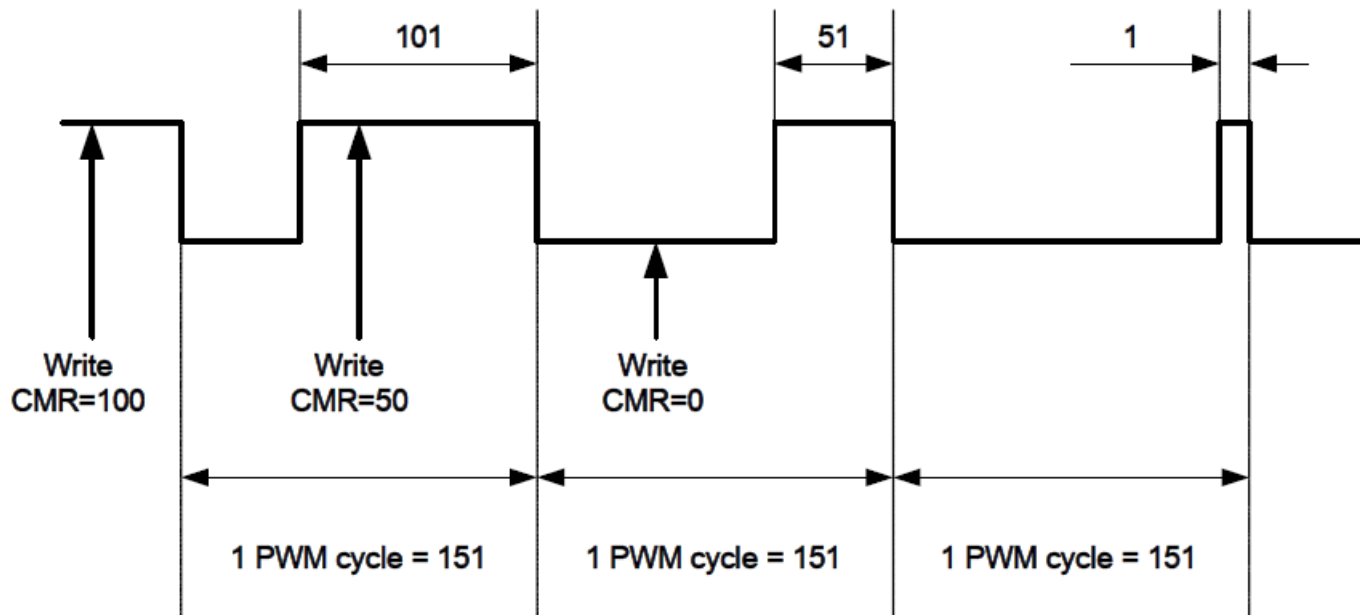 101
51
1
Write
CMR=100
Write
CMR=50
Write
CMR=0
1 PWM cycle = 151
1 PWM cycle = 151
1 PWM cycle = 151